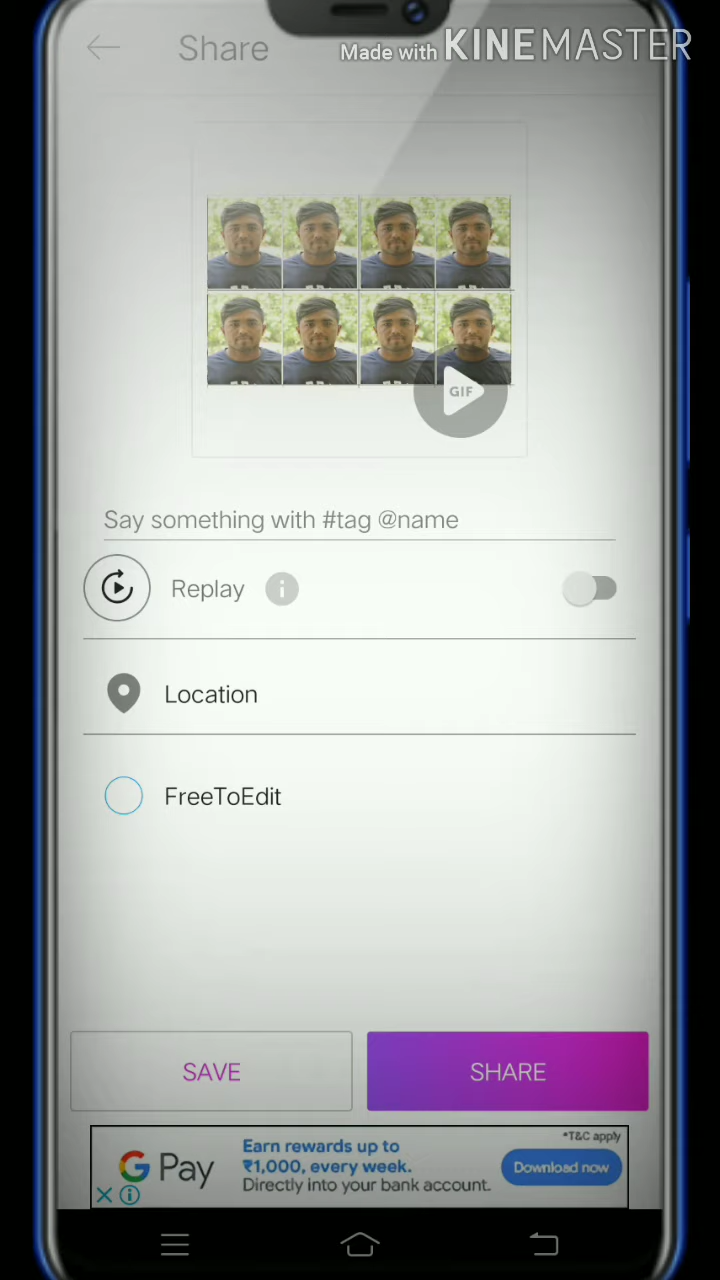 Share
Made with KINEMASTER
GIF
Say something with #tag @name
Replay
Location
FreeToEdit
SAVE
SHARE
*T&C apply
G Pay
Earn rewards up to
₹1,000, every week.
Directly into your bank account.
Download now